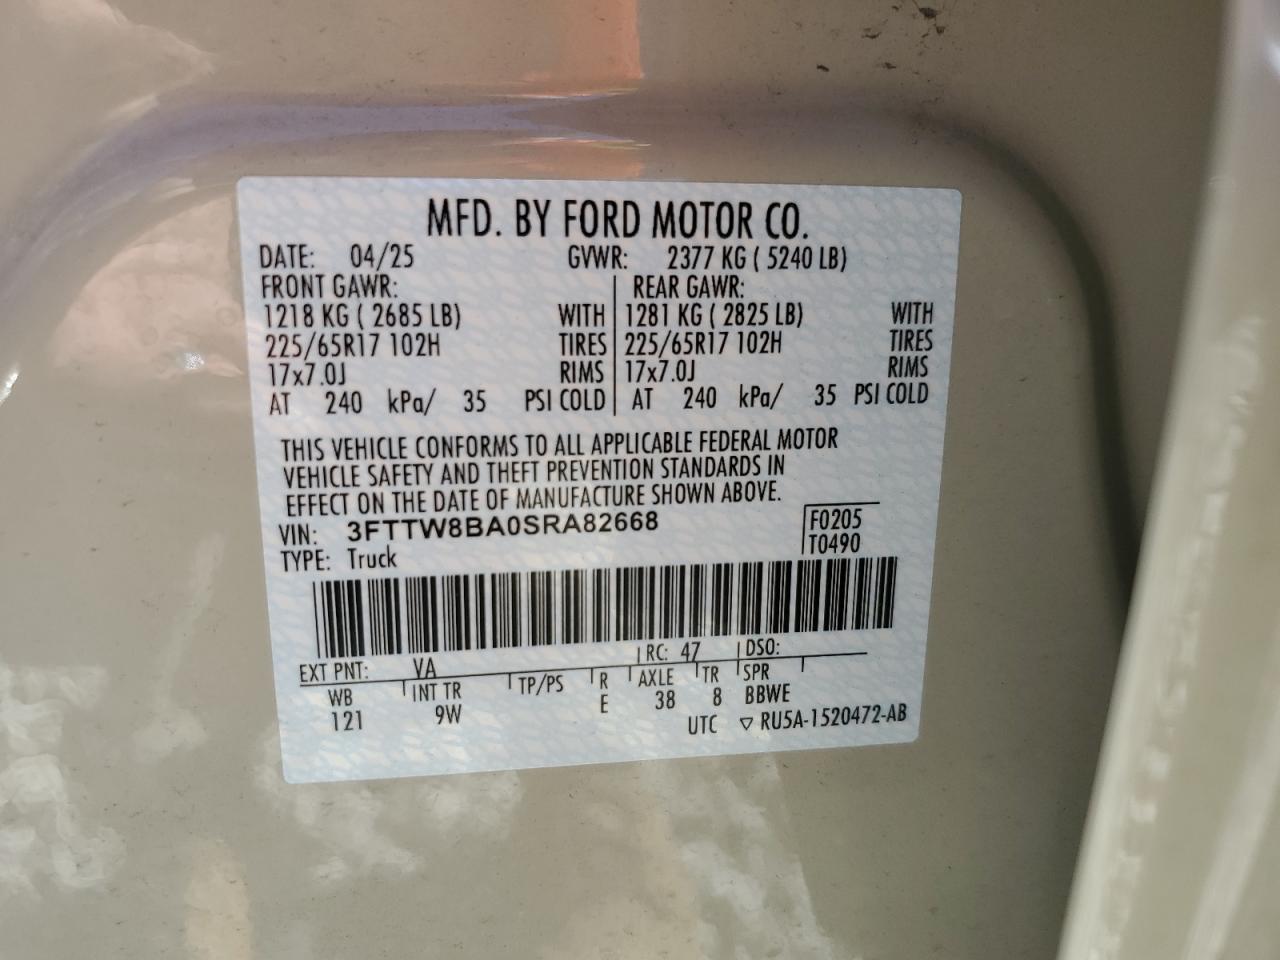 MFD. BY FORD MOTOR CO.
DATE: 04/25 GVWR: 2377 KG ( 5240 LB)
FRONT GAWR: REAR GAWR:
1218 KG ( 2685 LB) WITH 1281 KG ( 2825 LB) WITH
225/65R17 102H TIRES 225/65R17 102H TIRES
17x7.0J RIMS 17x7.0J RIMS
AT 240 kPa/ 35 PSI COLD AT 240 kPa/ 35 PSI COLD
THIS VEHICLE CONFORMS TO ALL APPLICABLE FEDERAL MOTOR
VEHICLE SAFETY AND THEFT PREVENTION STANDARDS IN
EFFECT ON THE DATE OF MANUFACTURE SHOWN ABOVE.
VIN: 3FTTW8BA0SRA82668 F0205
TYPE: Truck T0490
EXT PNT: VA RC: 47 DSO:
WB INT TR TP/PS R AXLE TR SPR
121 9W E 38 8 BBWE
UTC ▽ RU5A-1520472-AB